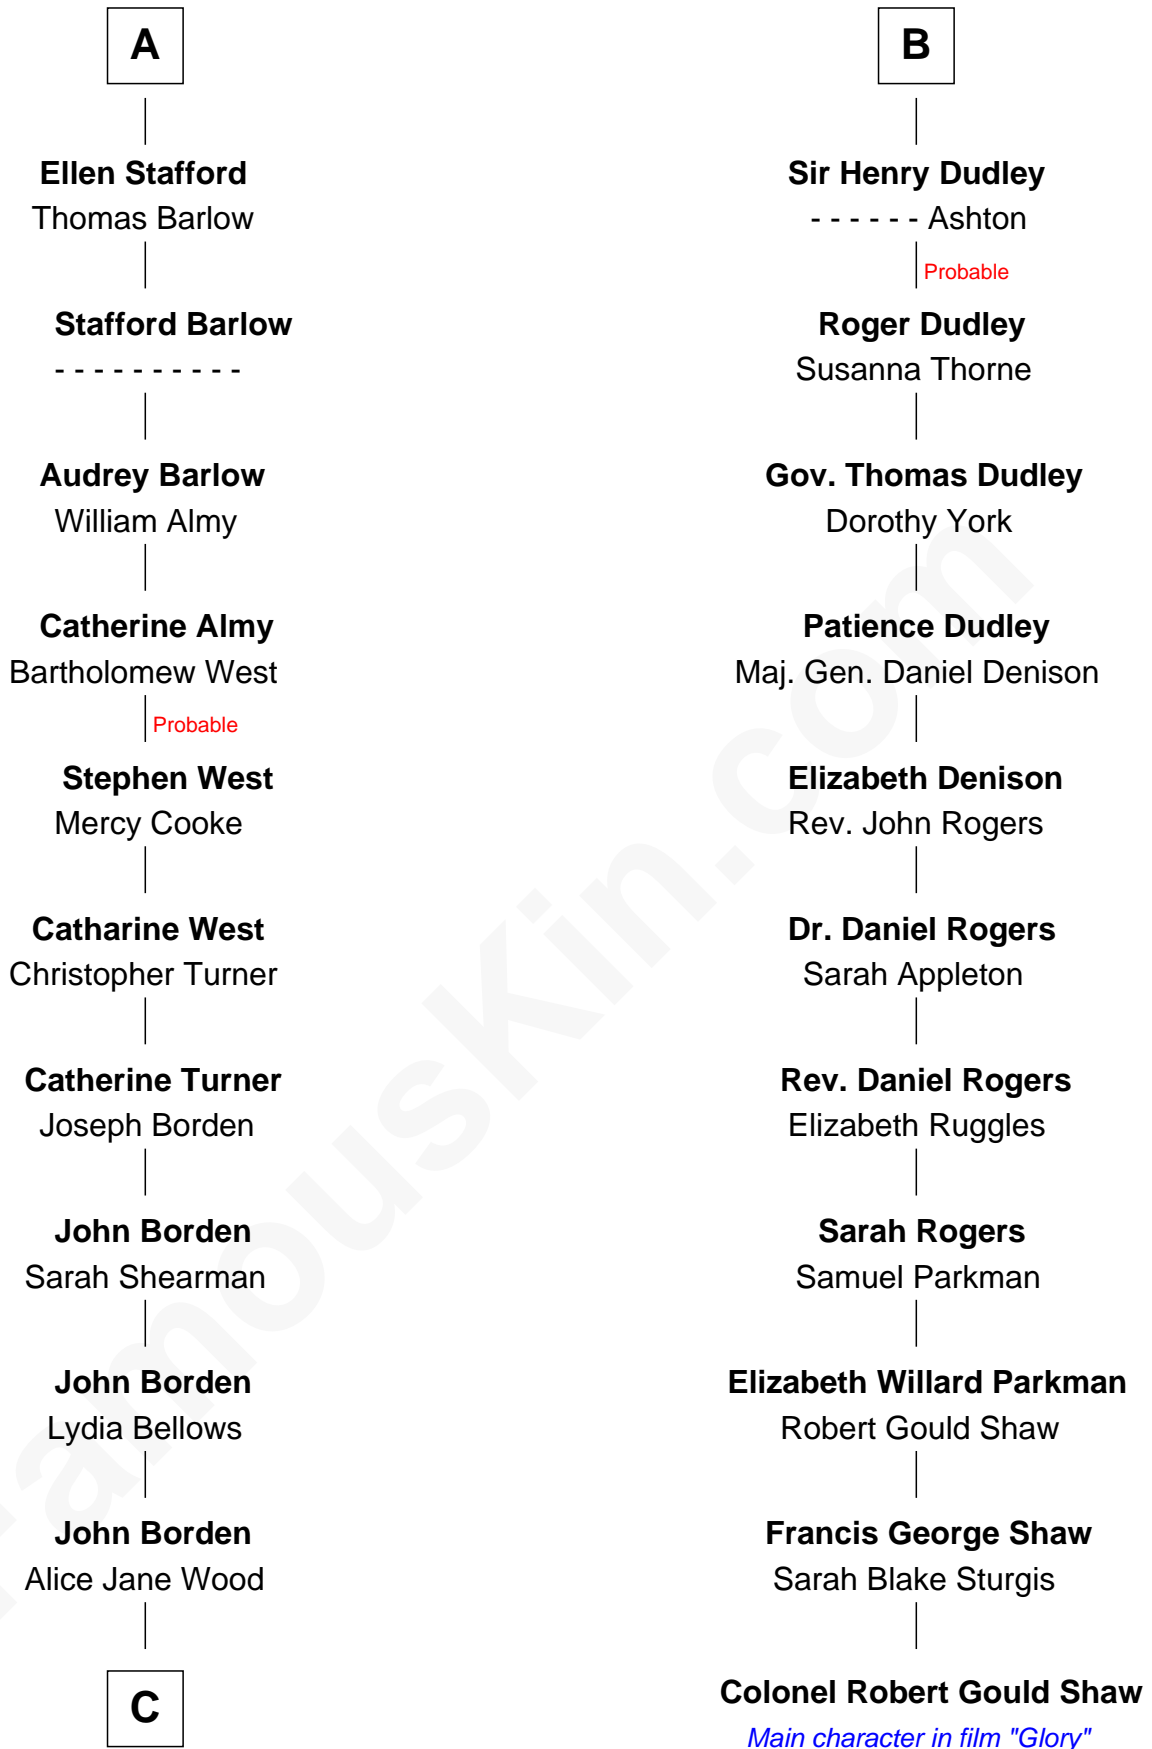 A
Ellen Stafford
Thomas Barlow
Stafford Barlow
- - - - - - - - - -
Audrey Barlow
William Almy
Catherine Almy
Bartholomew West
Probable
Stephen West
Mercy Cooke
Catharine West
Christopher Turner
Catherine Turner
Joseph Borden
John Borden
Sarah Shearman
John Borden
Lydia Bellows
John Borden
Alice Jane Wood
C
B
Sir Henry Dudley
- - - - - - Ashton
Probable
Roger Dudley
Susanna Thorne
Gov. Thomas Dudley
Dorothy York
Patience Dudley
Maj. Gen. Daniel Denison
Elizabeth Denison
Rev. John Rogers
Dr. Daniel Rogers
Sarah Appleton
Rev. Daniel Rogers
Elizabeth Ruggles
Sarah Rogers
Samuel Parkman
Elizabeth Willard Parkman
Robert Gould Shaw
Francis George Shaw
Sarah Blake Sturgis
Colonel Robert Gould Shaw
Main character in film "Glory"
FamousKin.com